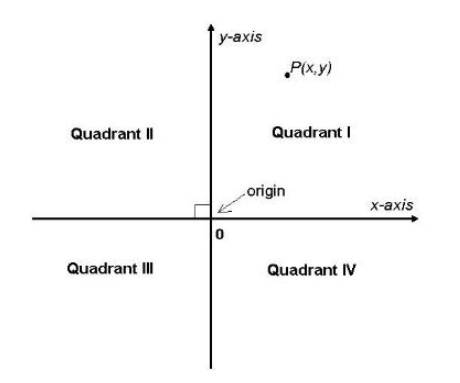 y-axis
P(x,y)
Quadrant II
Quadrant I
origin
x-axis
0
Quadrant III
Quadrant IV